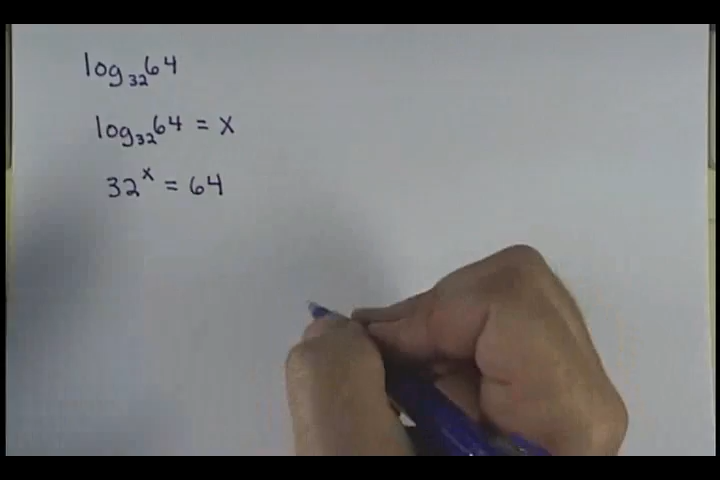 log₃₂64
log₃₂64 = x
32ˣ = 64